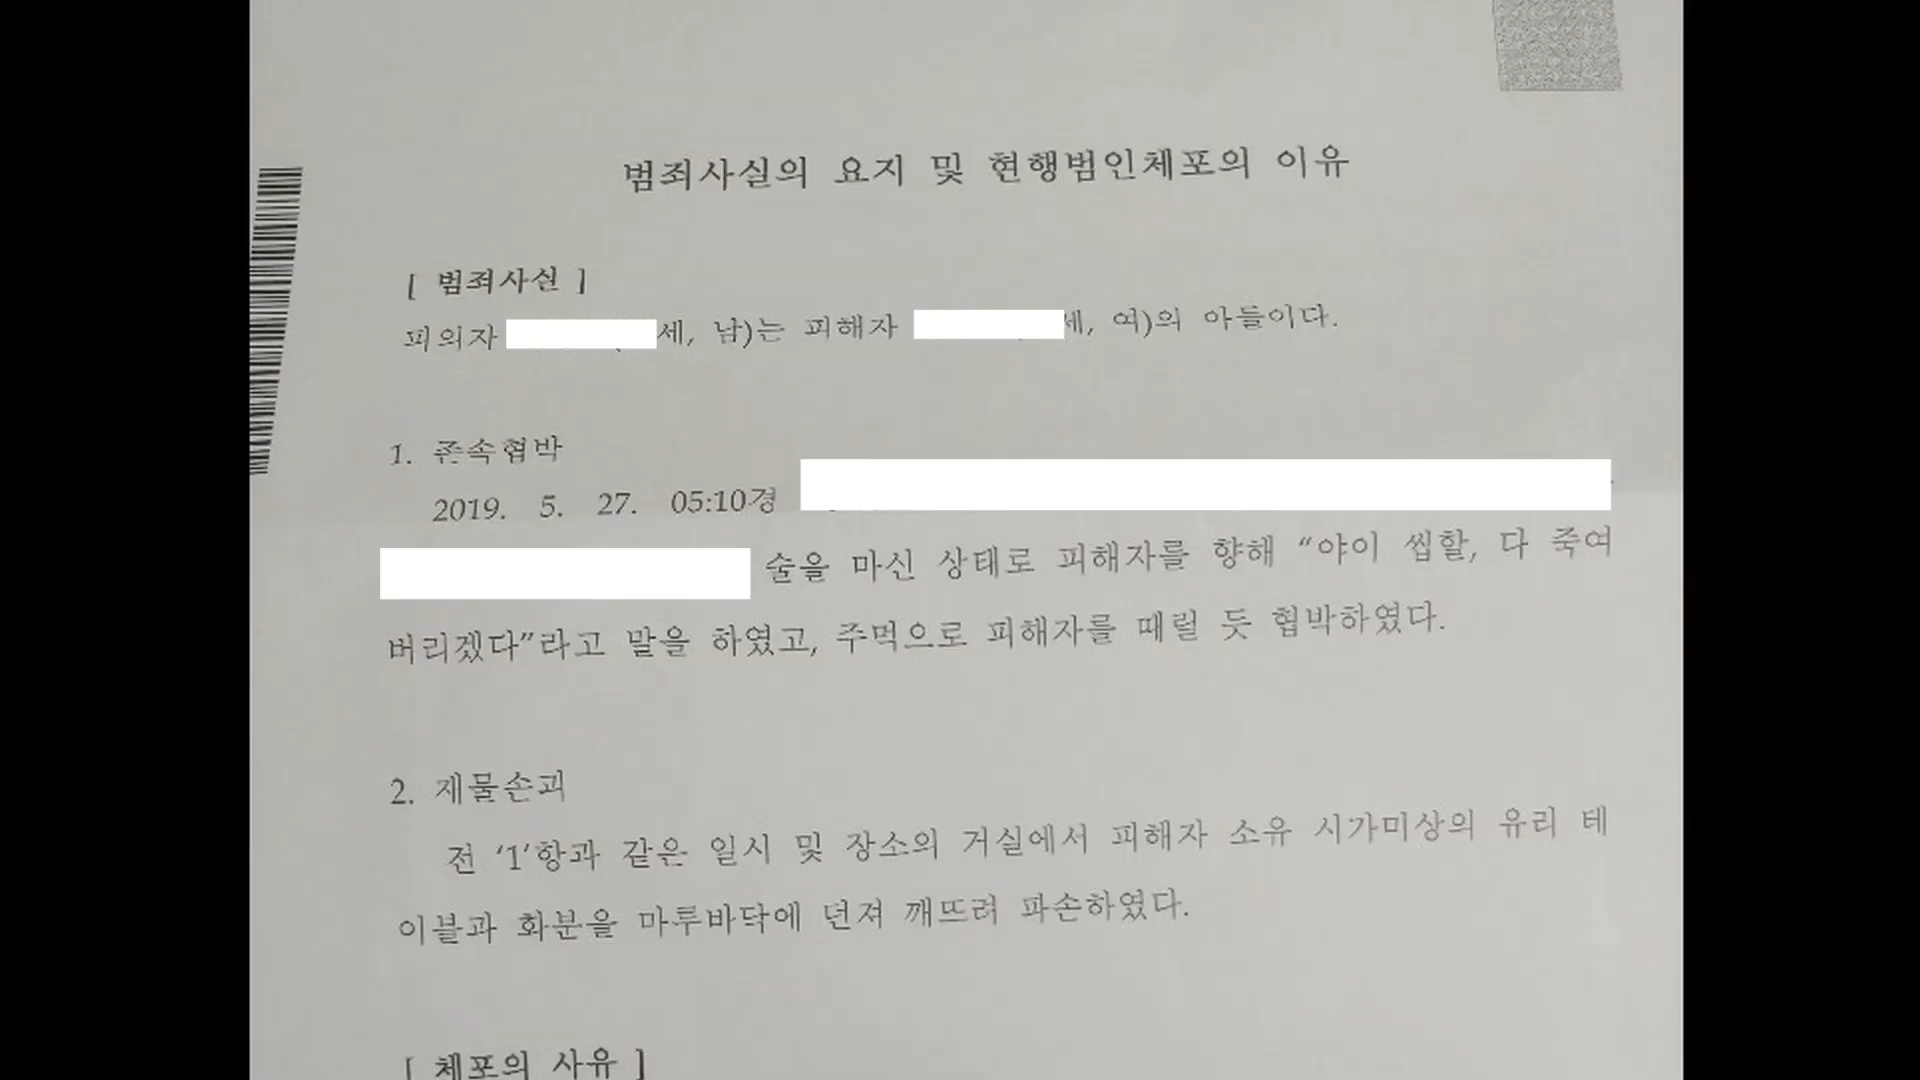 범죄사실의 요지 및 현행범인체포의 이유
[ 범죄사실 ]
피의자 세, 남)는 피해자 세, 여)의 아들이다.
1. 존속협박
2019. 5. 27. 05:10경
술을 마신 상태로 피해자를 향해 “야이 씹할, 다 죽여
버리겠다”라고 말을 하였고, 주먹으로 피해자를 때릴 듯 협박하였다.
2. 재물손괴
전 ‘1’항과 같은 일시 및 장소의 거실에서 피해자 소유 시가미상의 유리 테
이블과 화분을 마루바닥에 던져 깨뜨려 파손하였다.
[ 체포의 사유 ]